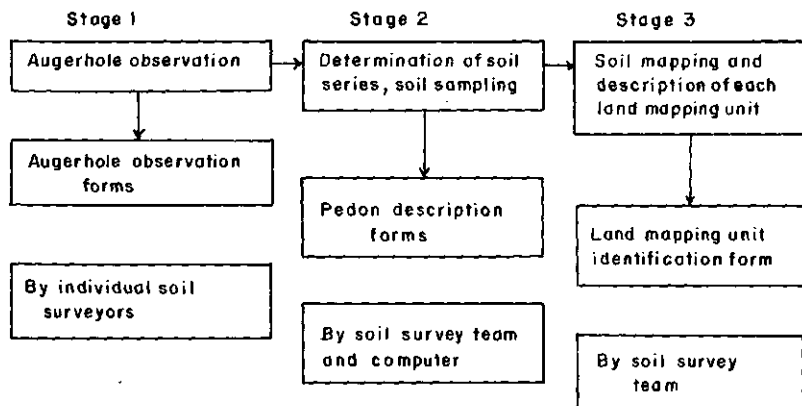 Stage 1
Stage 2
Stage 3
Augerhole observation
Determination of soil
series, soil sampling
Soil mapping and
description of each
land mapping unit
Augerhole observation
forms
Pedon description
forms
Land mapping unit
identification form
By individual soil
surveyors
By soil survey team
and computer
By soil survey
team